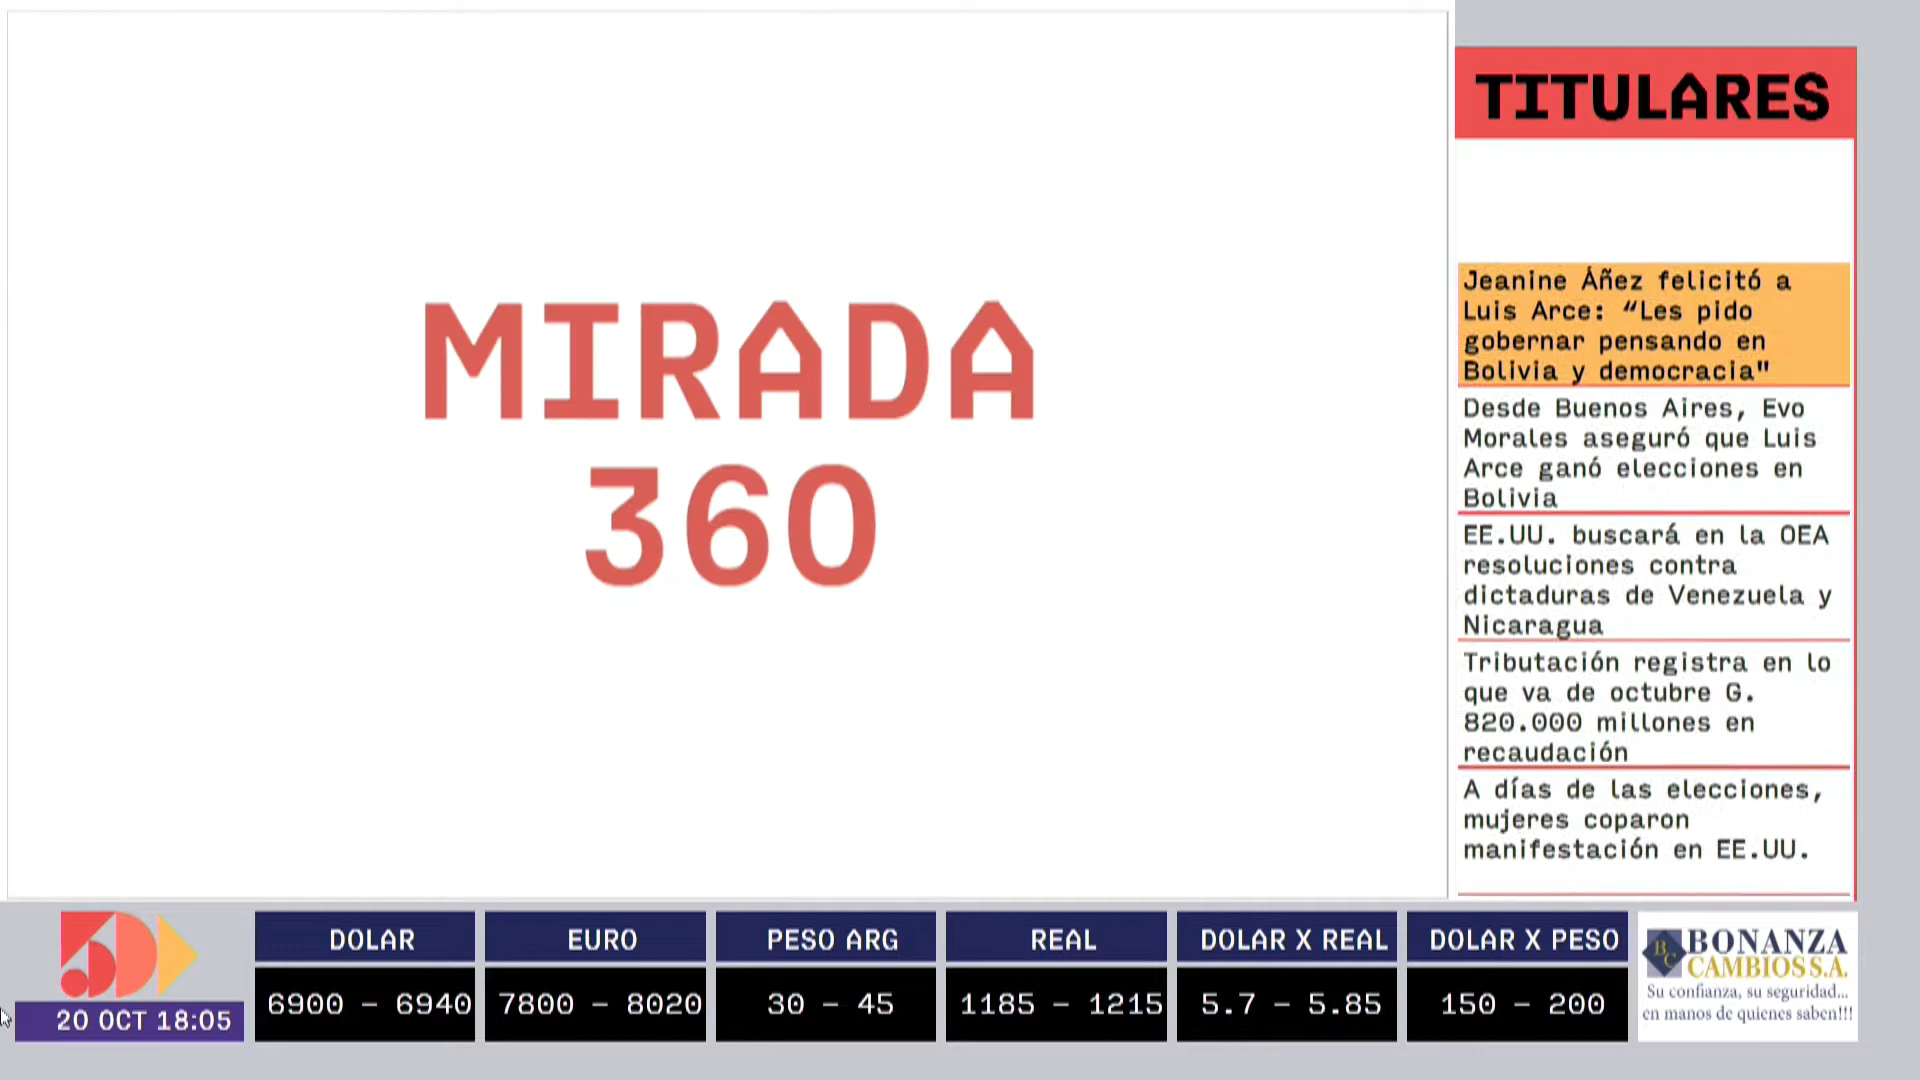 MIRADA
360
TITULARES
Jeanine Áñez felicitó a
Luis Arce: “Les pido
gobernar pensando en
Bolivia y democracia"
Desde Buenos Aires, Evo
Morales aseguró que Luis
Arce ganó elecciones en
Bolivia
EE.UU. buscará en la OEA
resoluciones contra
dictaduras de Venezuela y
Nicaragua
Tributación registra en lo
que va de octubre G.
820.000 millones en
recaudación
A días de las elecciones,
mujeres coparon
manifestación en EE.UU.
5D
20 OCT 18:05
DOLAR
6900 – 6940
EURO
7800 – 8020
PESO ARG
30 – 45
REAL
1185 – 1215
DOLAR X REAL
5.7 – 5.85
DOLAR X PESO
150 – 200
BC
BONANZA
CAMBIOS S.A.
Su confianza, su seguridad...
en manos de quienes saben!!!